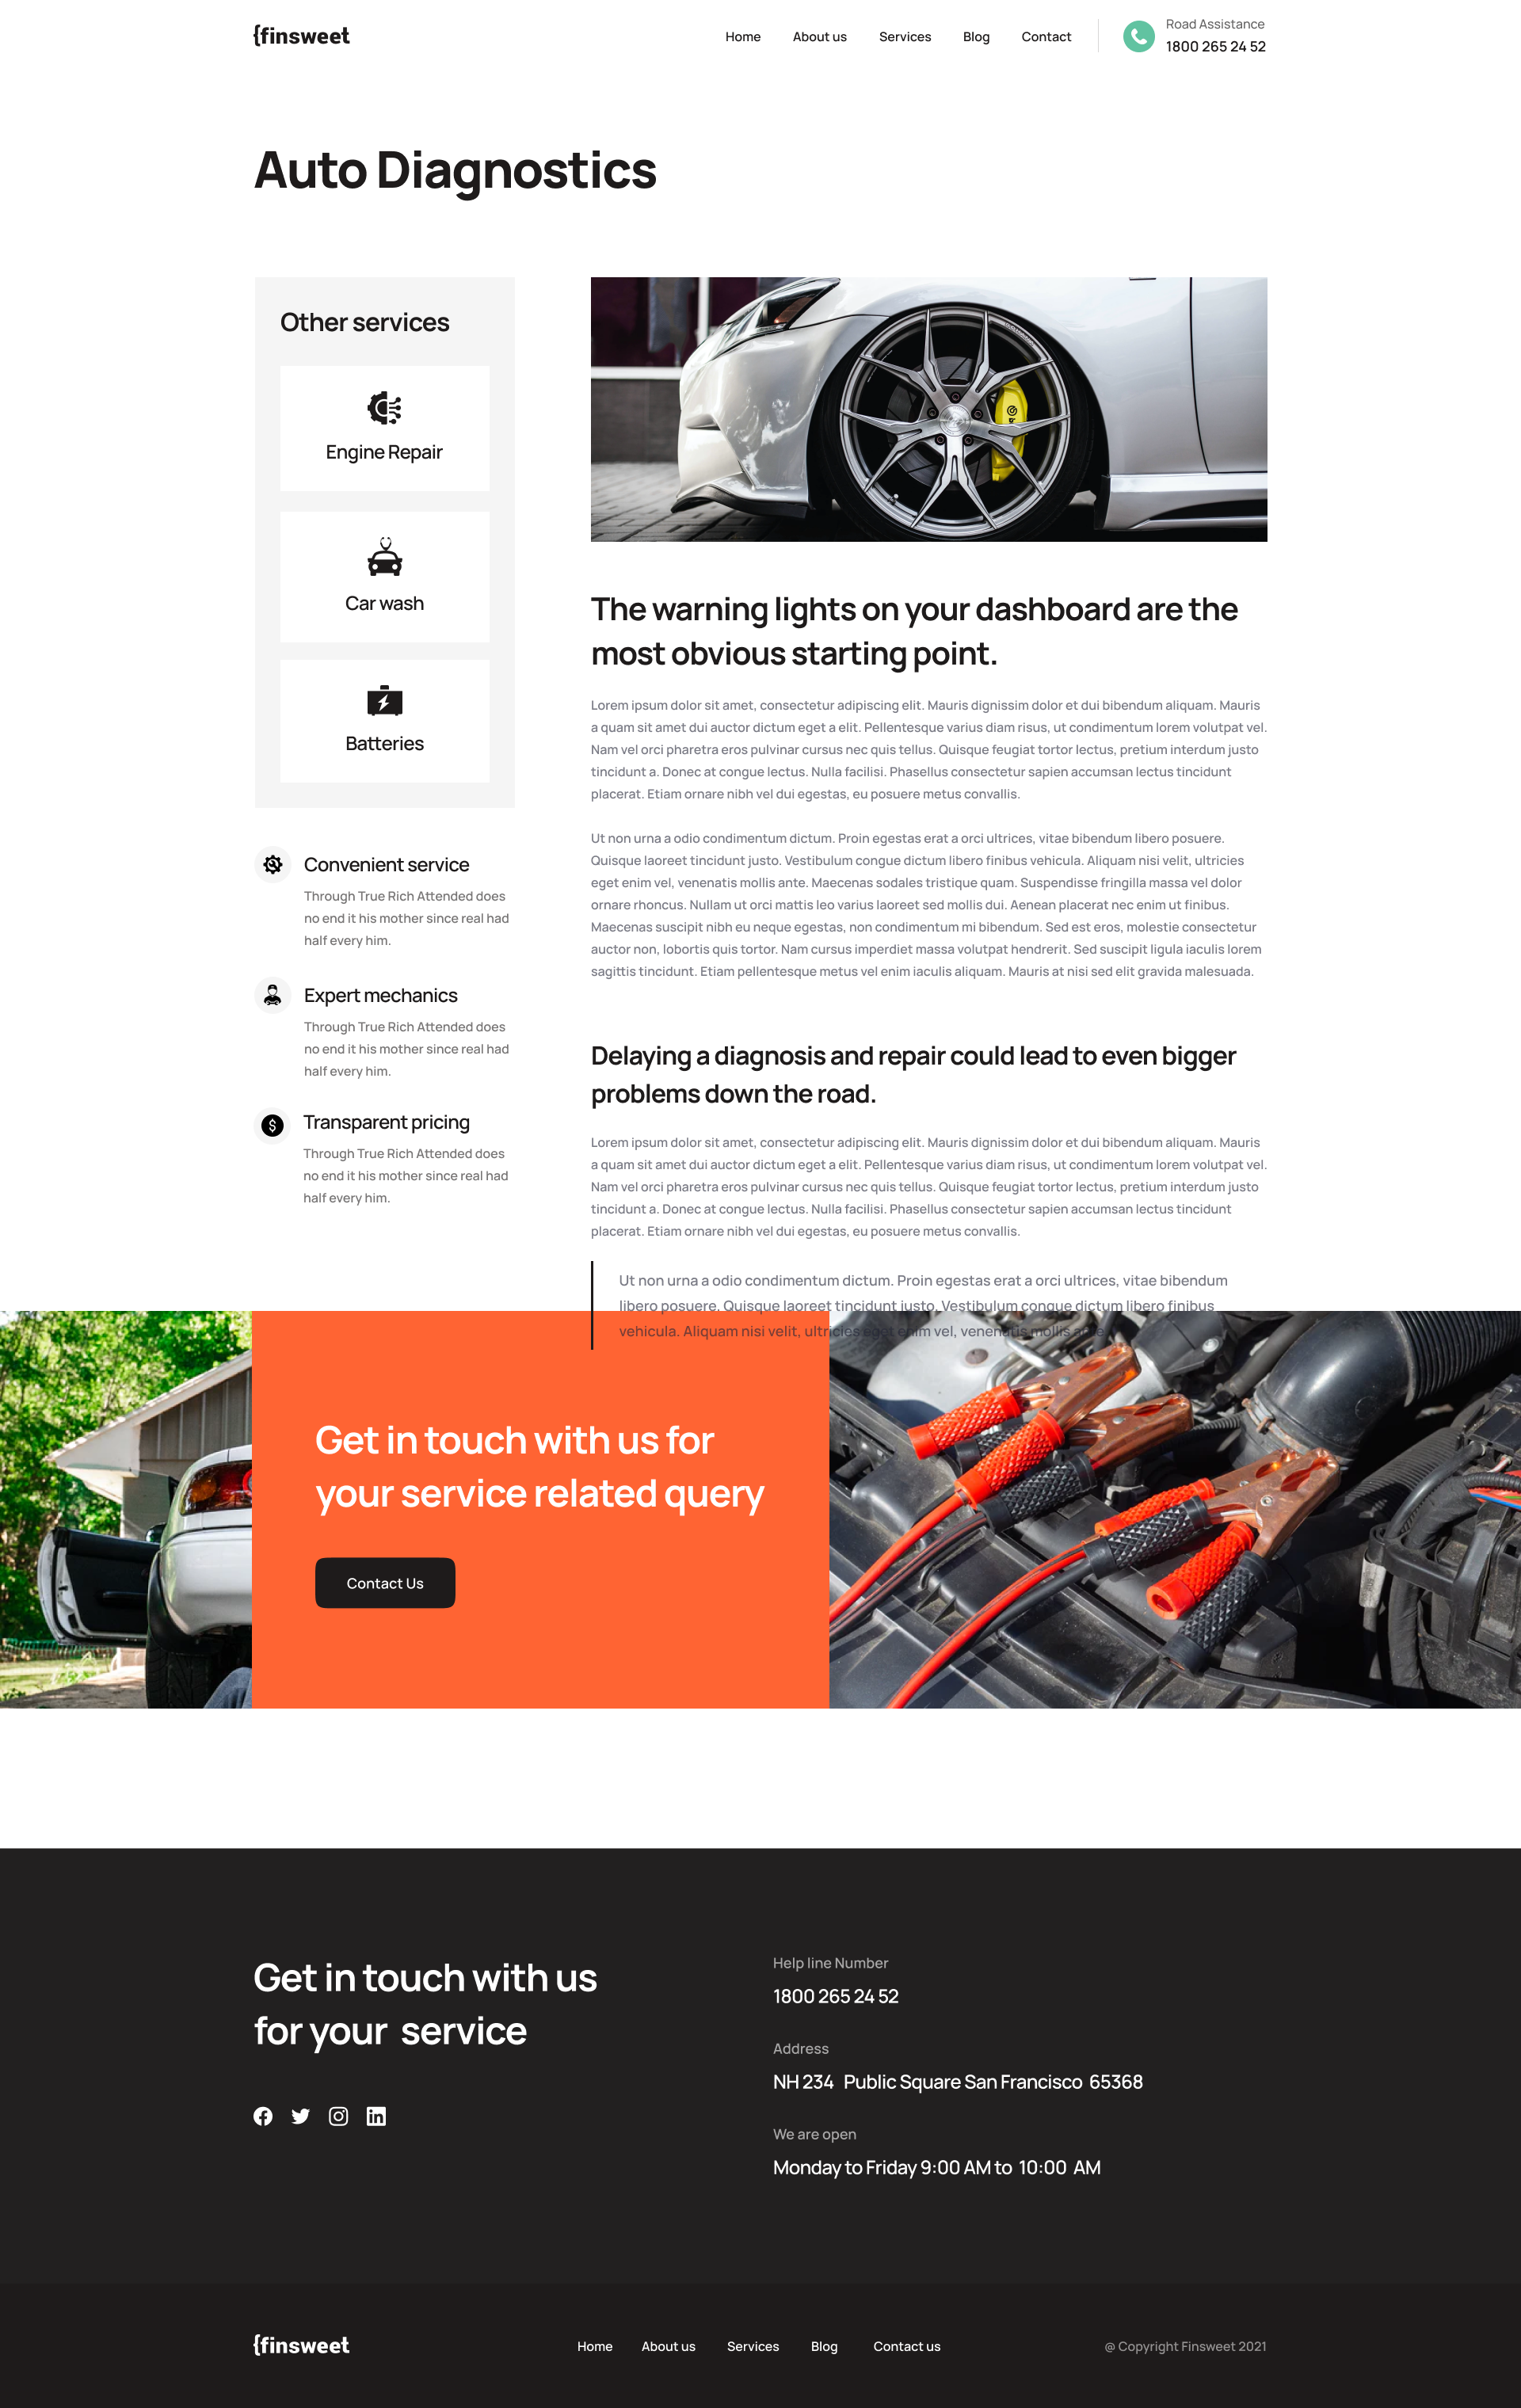 {finsweet
Home
About us
Services
Blog
Contact
Road Assistance
1800 265 24 52
Auto Diagnostics
Other services
Engine Repair
Car wash
Batteries
Convenient service
Through True Rich Attended does
no end it his mother since real had
half every him.
Expert mechanics
Through True Rich Attended does
no end it his mother since real had
half every him.
Transparent pricing
Through True Rich Attended does
no end it his mother since real had
half every him.
The warning lights on your dashboard are the
most obvious starting point.
Lorem ipsum dolor sit amet, consectetur adipiscing elit. Mauris dignissim dolor et dui bibendum aliquam. Mauris
a quam sit amet dui auctor dictum eget a elit. Pellentesque varius diam risus, ut condimentum lorem volutpat vel.
Nam vel orci pharetra eros pulvinar cursus nec quis tellus. Quisque feugiat tortor lectus, pretium interdum justo
tincidunt a. Donec at congue lectus. Nulla facilisi. Phasellus consectetur sapien accumsan lectus tincidunt
placerat. Etiam ornare nibh vel dui egestas, eu posuere metus convallis.
Ut non urna a odio condimentum dictum. Proin egestas erat a orci ultrices, vitae bibendum libero posuere.
Quisque laoreet tincidunt justo. Vestibulum congue dictum libero finibus vehicula. Aliquam nisi velit, ultricies
eget enim vel, venenatis mollis ante. Maecenas sodales tristique quam. Suspendisse fringilla massa vel dolor
ornare rhoncus. Nullam ut orci mattis leo varius laoreet sed mollis dui. Aenean placerat nec enim ut finibus.
Maecenas suscipit nibh eu neque egestas, non condimentum mi bibendum. Sed est eros, molestie consectetur
auctor non, lobortis quis tortor. Nam cursus imperdiet massa volutpat hendrerit. Sed suscipit ligula iaculis lorem
sagittis tincidunt. Etiam pellentesque metus vel enim iaculis aliquam. Mauris at nisi sed elit gravida malesuada.
Delaying a diagnosis and repair could lead to even bigger
problems down the road.
Lorem ipsum dolor sit amet, consectetur adipiscing elit. Mauris dignissim dolor et dui bibendum aliquam. Mauris
a quam sit amet dui auctor dictum eget a elit. Pellentesque varius diam risus, ut condimentum lorem volutpat vel.
Nam vel orci pharetra eros pulvinar cursus nec quis tellus. Quisque feugiat tortor lectus, pretium interdum justo
tincidunt a. Donec at congue lectus. Nulla facilisi. Phasellus consectetur sapien accumsan lectus tincidunt
placerat. Etiam ornare nibh vel dui egestas, eu posuere metus convallis.
Ut non urna a odio condimentum dictum. Proin egestas erat a orci ultrices, vitae bibendum
libero posuere. Quisque laoreet tincidunt justo. Vestibulum congue dictum libero finibus
vehicula. Aliquam nisi velit, ultricies eget enim vel, venenatis mollis
Get in touch with us for
your service related query
Contact Us
Get in touch with us
for your service
Help line Number
1800 265 24 52
Address
NH 234 Public Square San Francisco 65368
We are open
Monday to Friday 9:00 AM to 10:00 AM
{finsweet
Home
About us
Services
Blog
Contact us
@ Copyright Finsweet 2021